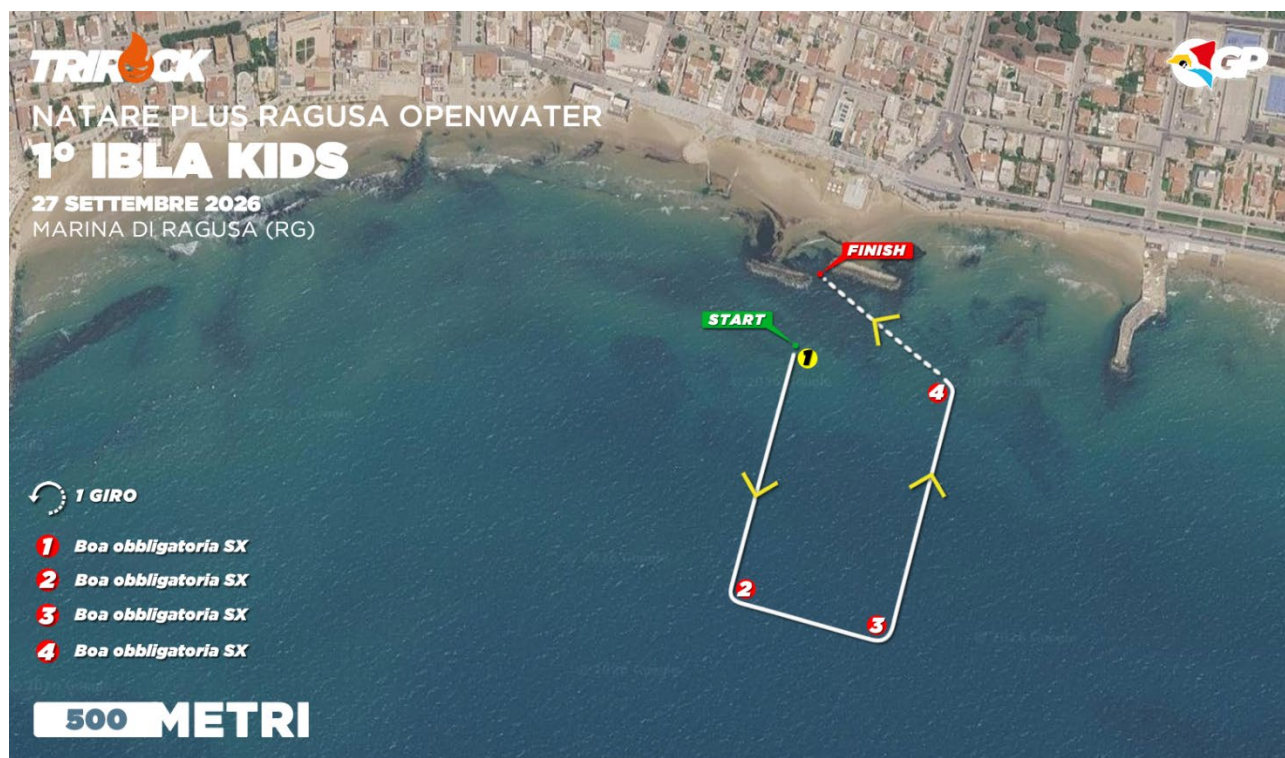 TRIROCK
GP
NATARE PLUS RAGUSA OPENWATER
1° IBLA KIDS
27 SETTEMBRE 2026
MARINA DI RAGUSA (RG)
FINISH
START
1
4
2
3
1 GIRO
1 Boa obbligatoria SX
2 Boa obbligatoria SX
3 Boa obbligatoria SX
4 Boa obbligatoria SX
500 METRI